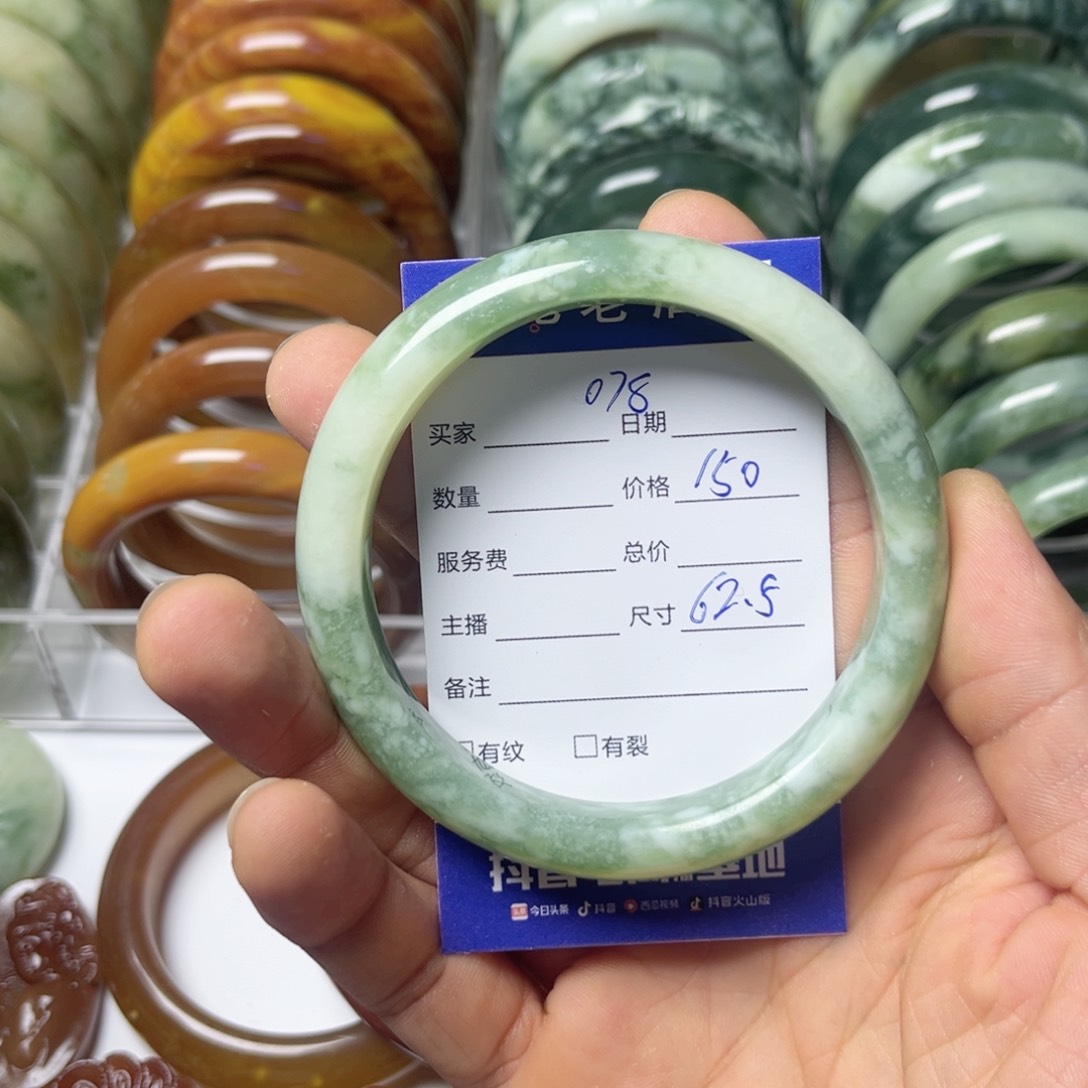 078
买家 日期
数量 价格 150
服务费 总价
主播 尺寸 62.5
备注
□有纹 □有裂
今日头条 抖音 西瓜视频 抖音火山版